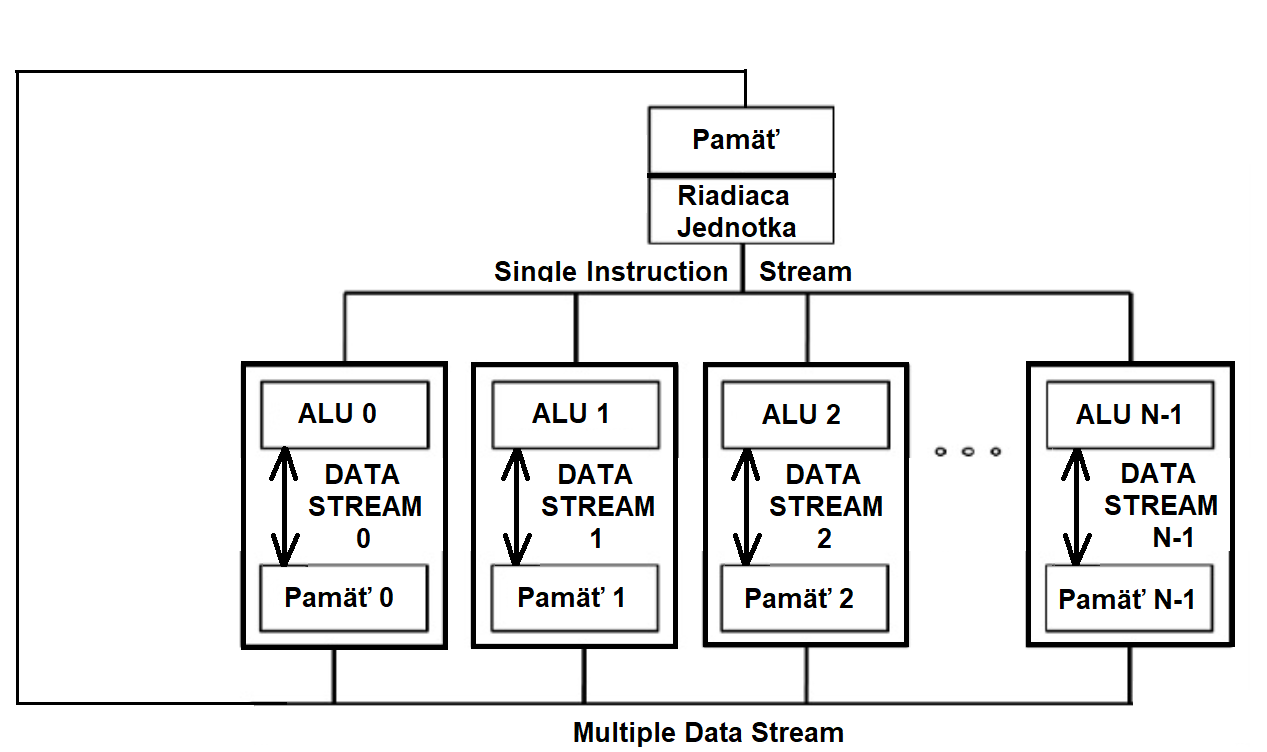 Pamäť
Riadiaca
Jednotka
Single Instruction Stream
ALU 0
DATA
STREAM
0
Pamäť 0
ALU 1
DATA
STREAM
1
Pamäť 1
ALU 2
DATA
STREAM
2
Pamäť 2
ALU N-1
DATA
STREAM
N-1
Pamäť N-1
Multiple Data Stream